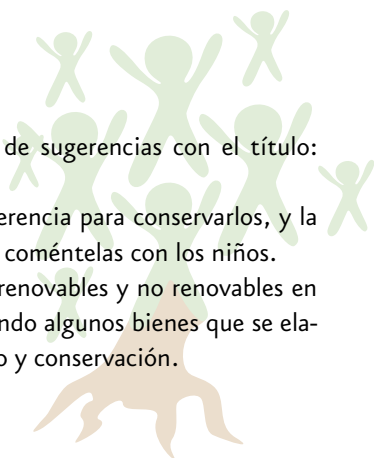 de sugerencias con el título:
erencia para conservarlos, y la
coméntelas con los niños.
renovables y no renovables en
ndo algunos bienes que se ela-
o y conservación.